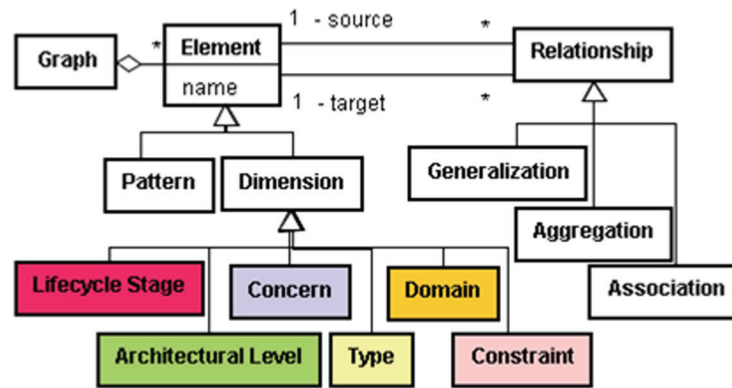 1 - source *
Graph * Element Relationship
name
1 - target *
Pattern Dimension Generalization
Aggregation
Lifecycle Stage Concern Domain Association
Architectural Level Type Constraint